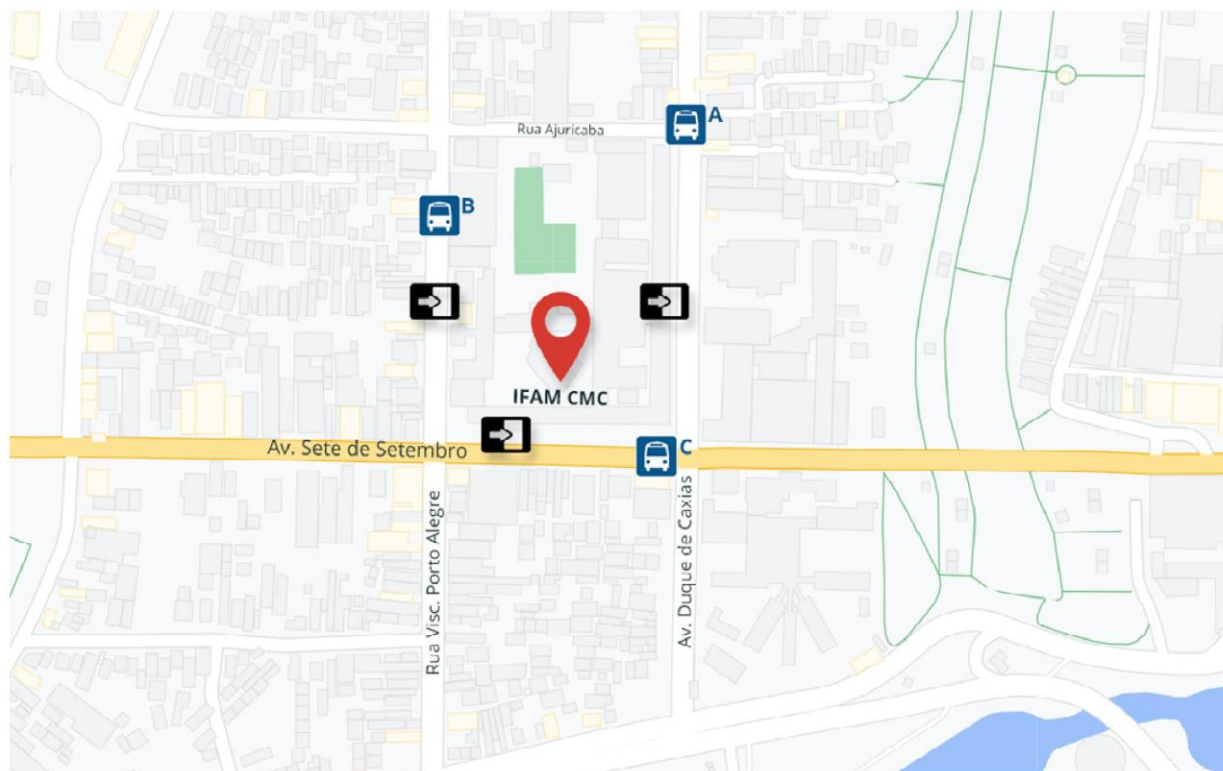 A
Rua Ajuricaba
B
IFAM CMC
Av. Sete de Setembro
C
Rua Visc. Porto Alegre
Av. Duque de Caxias